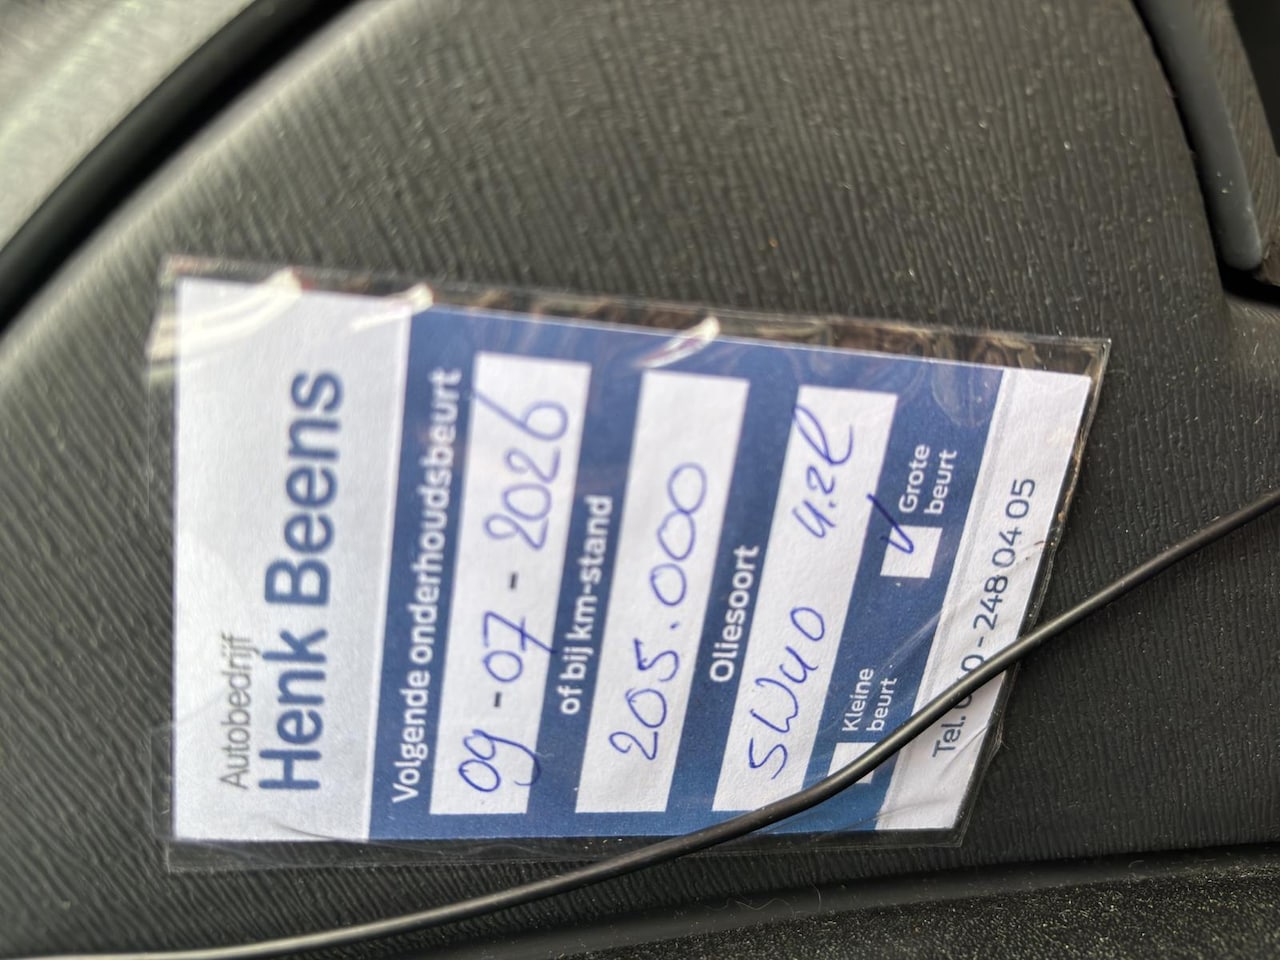 Autobedrijf
Henk Beens
Volgende onderhoudsbeurt
09-07-2026
of bij km-stand
205.000
Oliesoort
5W40 4.2l
Kleine
beurt
Grote
beurt
Tel. - 248 04 05